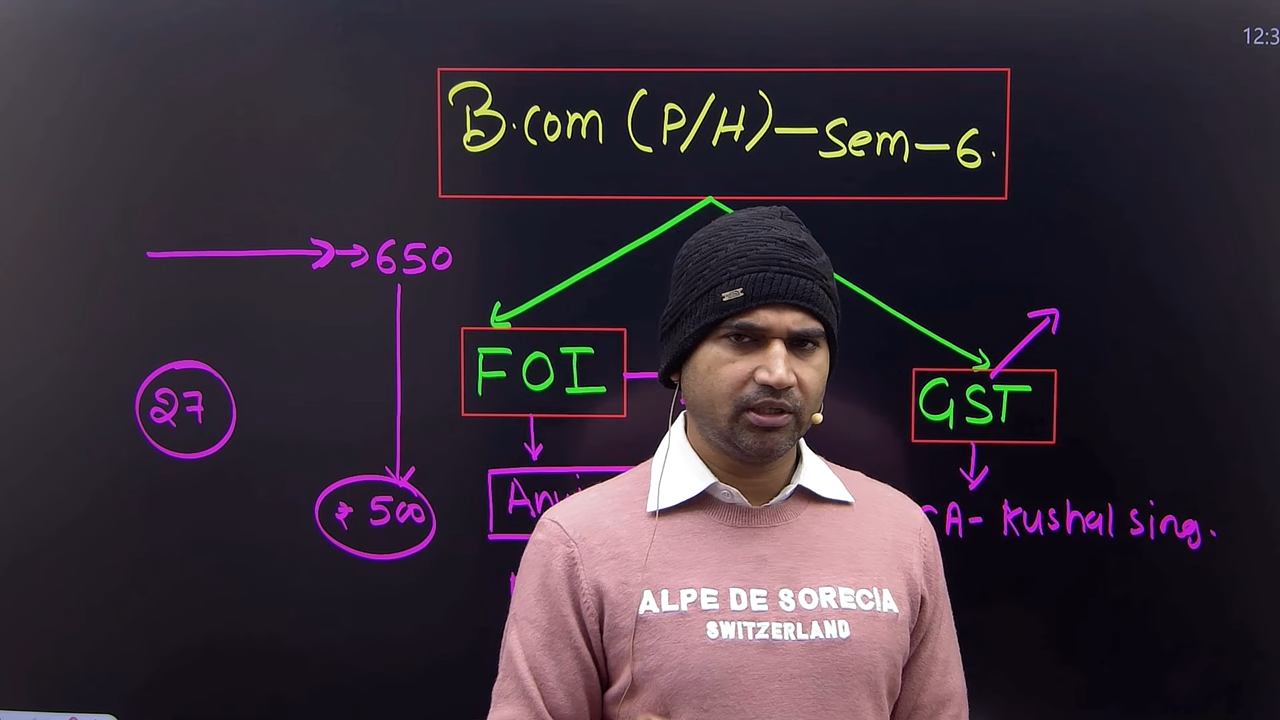 12:3
B.com (P/H)-Sem-6.
650
FOI
GST
27
₹ 500
A- Kushal sing.
ALPE DE SORECIA
SWITZERLAND